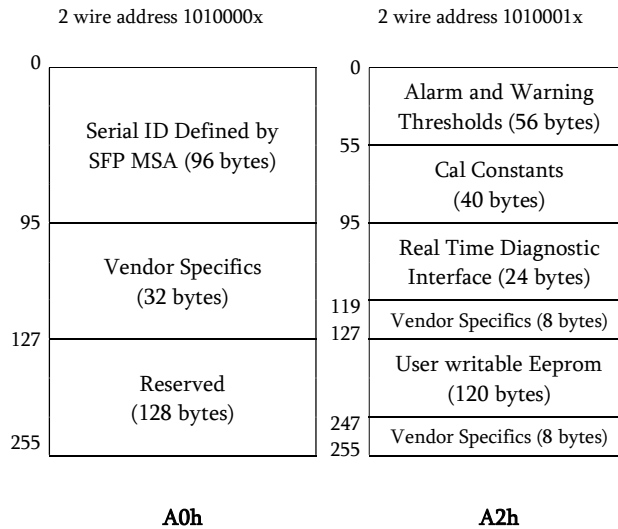 2 wire address 1010000x
0
Serial ID Defined by
SFP MSA (96 bytes)
95
Vendor Specifics
(32 bytes)
127
Reserved
(128 bytes)
255
A0h
2 wire address 1010001x
0
Alarm and Warning
Thresholds (56 bytes)
55
Cal Constants
(40 bytes)
95
Real Time Diagnostic
Interface (24 bytes)
119
Vendor Specifics (8 bytes)
127
User writable Eeprom
(120 bytes)
247
Vendor Specifics (8 bytes)
255
A2h